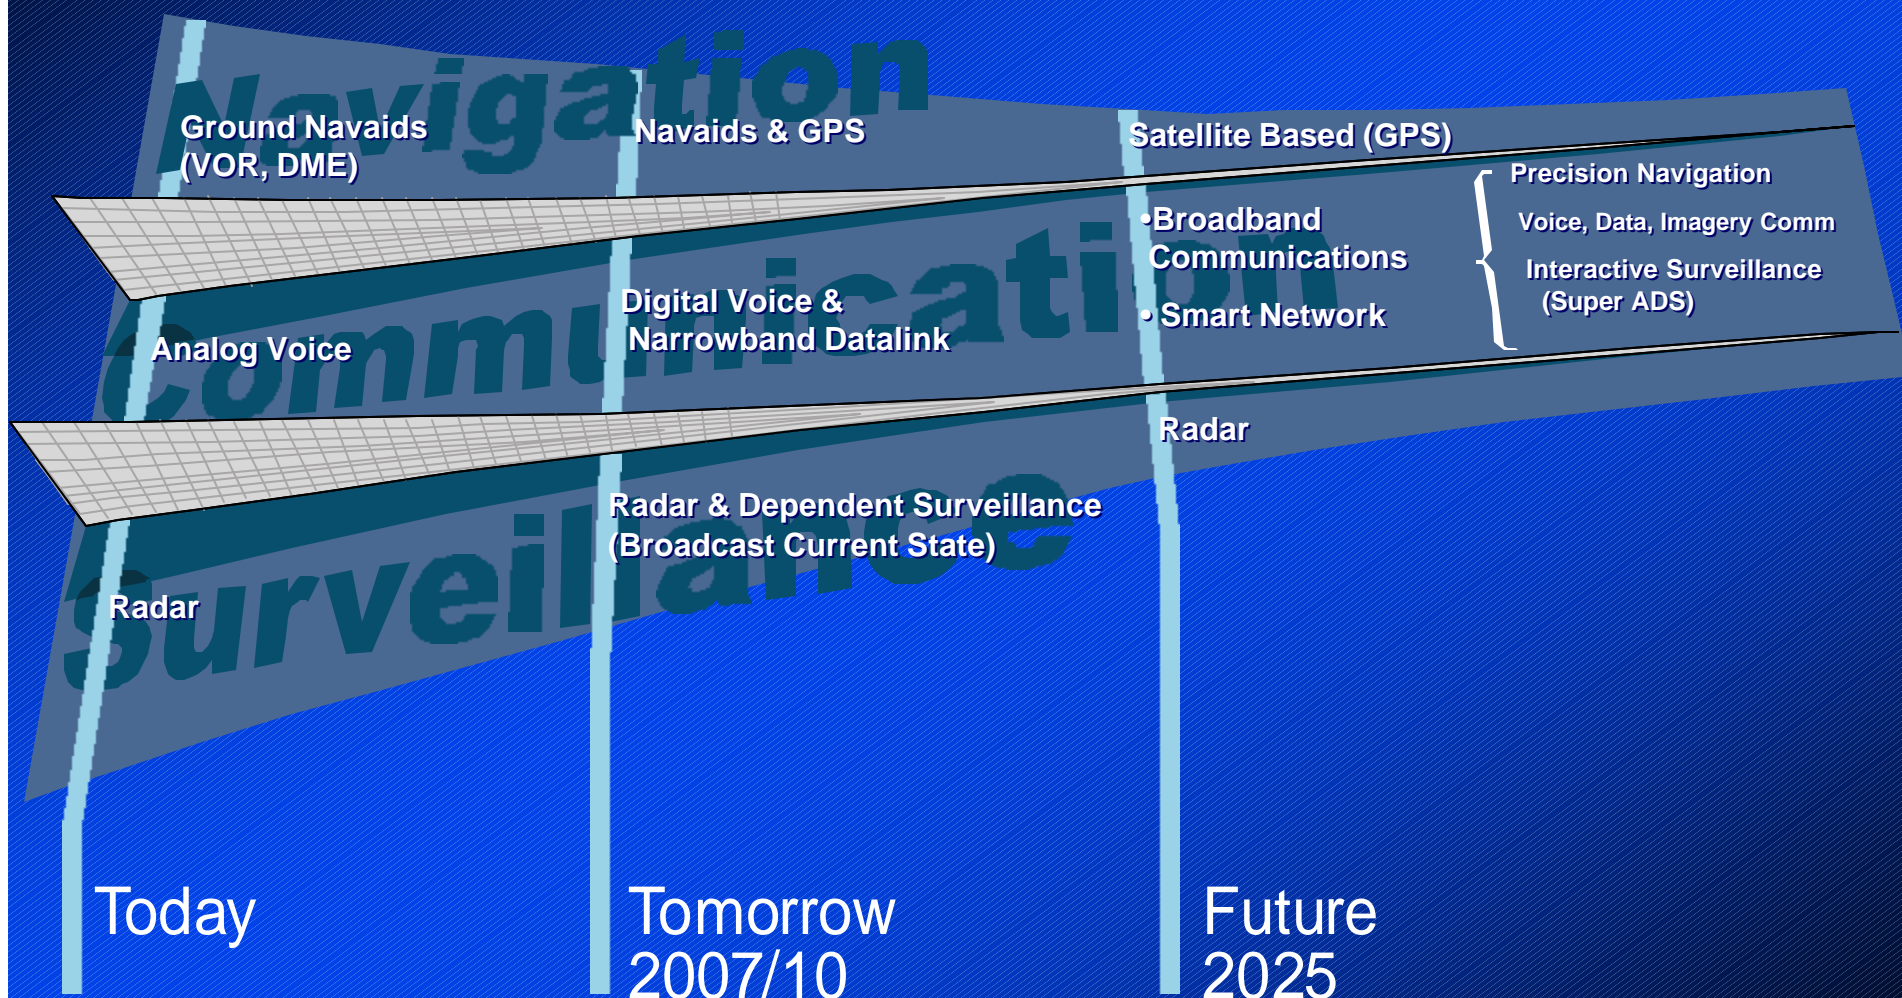 Navigation
Ground Navaids
(VOR, DME)
Navaids & GPS
Satellite Based (GPS)
Communication
Analog Voice
Digital Voice &
Narrowband Datalink
•Broadband
Communications
• Smart Network
Precision Navigation
Voice, Data, Imagery Comm
Interactive Surveillance
(Super ADS)
Surveillance
Radar
Radar & Dependent Surveillance
(Broadcast Current State)
Radar
Today
Tomorrow
2007/10
Future
2025